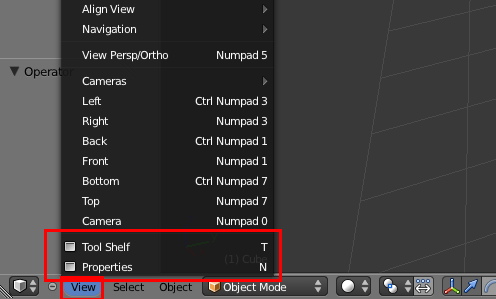 Align View
Navigation
View Persp/Ortho Numpad 5
▼ Operator
Cameras
Left Ctrl Numpad 3
Right Numpad 3
Back Ctrl Numpad 1
Front Numpad 1
Bottom Ctrl Numpad 7
Top Numpad 7
Camera Numpad 0
Tool Shelf T
(1) Cube
Properties N
View Select Object Object Mode